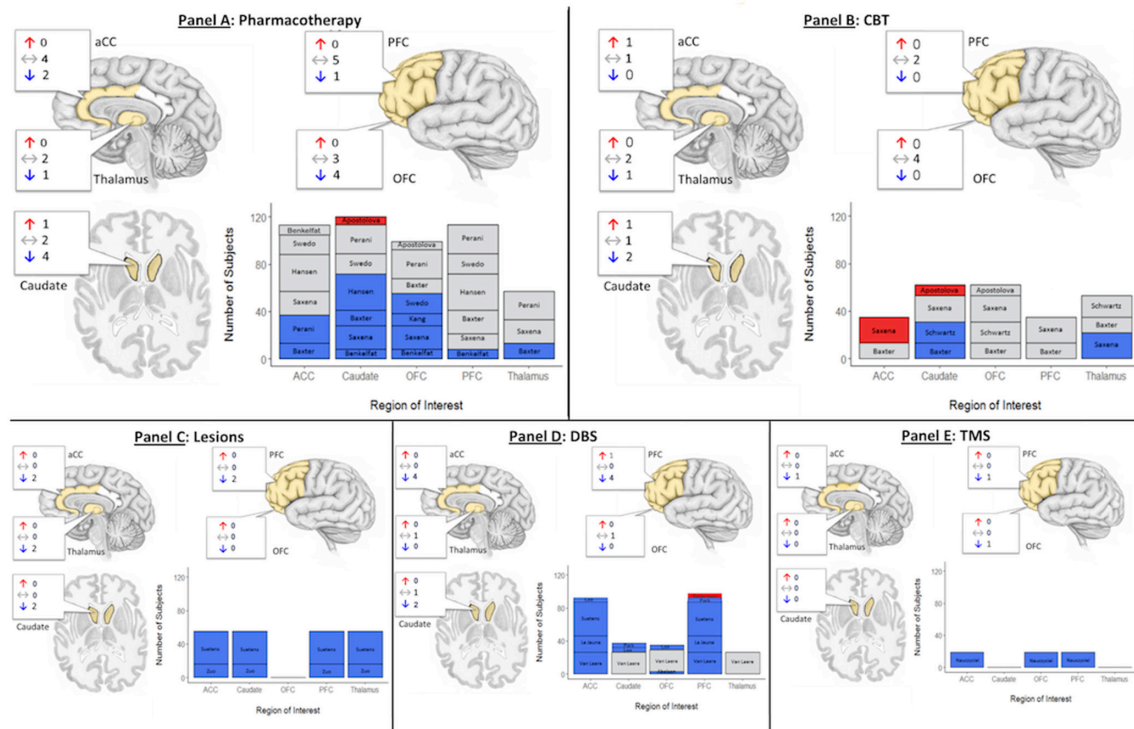 Panel A: Pharmacotherapy
↑ 0
↔ 4
↓ 2
aCC
↑ 0
↔ 5
↓ 1
PFC
↑ 0
↔ 2
↓ 1
Thalamus
↑ 0
↔ 3
↓ 4
OFC
↑ 1
↔ 2
↓ 4
Caudate
Number of Subjects
120
80
40
0
Benkelfat
Swedo
Hansen
Saxena
Perani
Baxter
Apostolova
Perani
Swedo
Hansen
Baxter
Saxena
Benkelfat
Apostolova
Perani
Baxter
Swedo
Kang
Saxena
Benkelfat
Perani
Swedo
Hansen
Baxter
Saxena
Benkelfat
Perani
Saxena
Baxter
ACC Caudate OFC PFC Thalamus
Region of Interest
Panel B: CBT
↑ 1
↔ 1
↓ 0
aCC
↑ 0
↔ 2
↓ 0
PFC
↑ 0
↔ 2
↓ 1
Thalamus
↑ 0
↔ 4
↓ 0
OFC
↑ 1
↔ 1
↓ 2
Caudate
Number of Subjects
120
80
40
0
Saxena
Baxter
Apostolova
Saxena
Schwartz
Baxter
Apostolova
Saxena
Schwartz
Baxter
Saxena
Baxter
Schwartz
Baxter
Saxena
ACC Caudate OFC PFC Thalamus
Region of Interest
Panel C: Lesions
↑ 0
↔ 0
↓ 2
aCC
↑ 0
↔ 0
↓ 2
PFC
↑ 0
↔ 0
↓ 2
Thalamus
↑ 0
↔ 0
↓ 0
OFC
↑ 0
↔ 0
↓ 2
Caudate
Number of Subjects
120
80
40
0
Suetens
Zuo
Suetens
Zuo
Suetens
Zuo
Suetens
Zuo
ACC Caudate OFC PFC Thalamus
Region of Interest
Panel D: DBS
↑ 0
↔ 0
↓ 4
aCC
↑ 1
↔ 0
↓ 4
PFC
↑ 0
↔ 1
↓ 0
Thalamus
↑ 0
↔ 1
OFC
↑ 0
↔ 1
↓ 2
Caudate
Number of Subjects
120
80
40
0
Suetens
Le Jeune
Van Laere
Van Laere
Van Laere
Suetens
Le Jeune
Van Laere
Van Laere
ACC Caudate OFC PFC Thalamus
Region of Interest
Panel E: TMS
↑ 0
↔ 0
↓ 1
aCC
↑ 0
↔ 0
↓ 1
PFC
↑ 0
↔ 0
↓ 0
Thalamus
↑ 0
↔ 0
↓ 1
OFC
↑ 0
↔ 0
↓ 0
Caudate
Number of Subjects
120
80
40
0
ACC Caudate OFC PFC Thalamus
Region of Interest